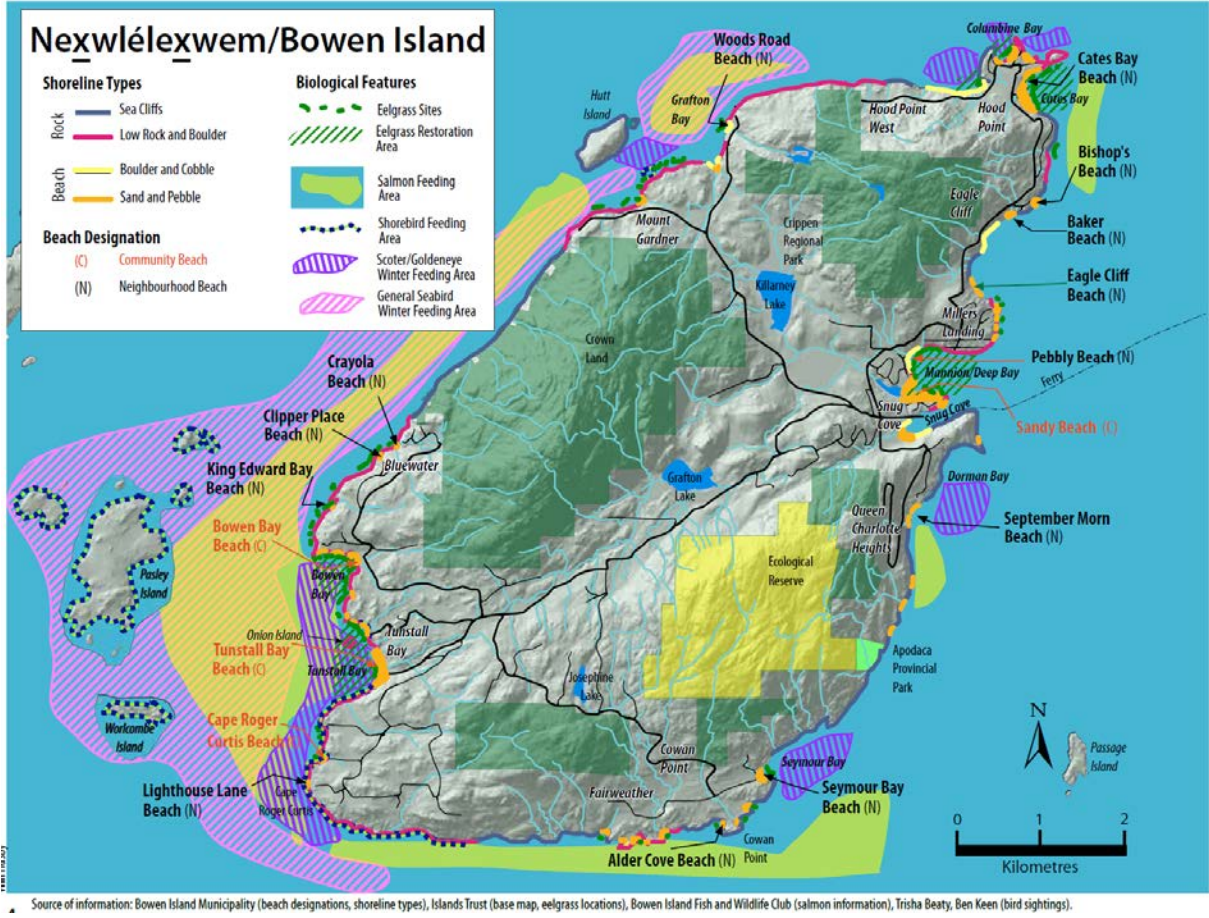 Nex̲wlélex̲wem/Bowen Island
Shoreline Types
Rock
Sea Cliffs
Low Rock and Boulder
Beach
Boulder and Cobble
Sand and Pebble
Beach Designation
(C) Community Beach
(N) Neighbourhood Beach
Biological Features
Eelgrass Sites
Eelgrass Restoration
Area
Salmon Feeding
Area
Shorebird Feeding
Area
Scoter/Goldeneye
Winter Feeding Area
General Seabird
Winter Feeding Area
Columbine Bay
Woods Road
Beach (N)
Cates Bay
Beach (N)
Cates Bay
Hutt
Island
Grafton
Bay
Hood Point
West
Hood
Point
Bishop's
Beach (N)
Eagle
Cliff
Baker
Beach (N)
Mount
Gardner
Crippen
Regional
Park
Killarney
Lake
Eagle Cliff
Beach (N)
Millers
Landing
Crown
Land
Pebbly Beach (N)
Mannion/Deep Bay
Ferry
Crayola
Beach (N)
Snug
Cove
Snug Cove
Sandy Beach (C)
Clipper Place
Beach (N)
Bluewater
King Edward Bay
Beach (N)
Grafton
Lake
Dorman Bay
Queen
Charlotte
Heights
September Morn
Beach (N)
Bowen Bay
Beach (C)
Bowen
Bay
Pasley
Island
Ecological
Reserve
Onion Island
Tunstall
Bay
Tunstall Bay
Beach (C)
Tunstall Bay
Apodaca
Provincial
Park
Josephine
Lake
Workcombe
Island
Cape Roger
Curtis Beach
Cowan
Point
N
Passage
Island
Seymour Bay
Seymour Bay
Beach (N)
Lighthouse Lane
Beach (N)
Cape
Roger Curtis
Fairweather
Cowan
Point
Alder Cove Beach (N)
0 1 2
Kilometres
Source of information: Bowen Island Municipality (beach designations, shoreline types), Islands Trust (base map, eelgrass locations), Bowen Island Fish and Wildlife Club (salmon information), Trisha Beaty, Ben Keen (bird sightings).